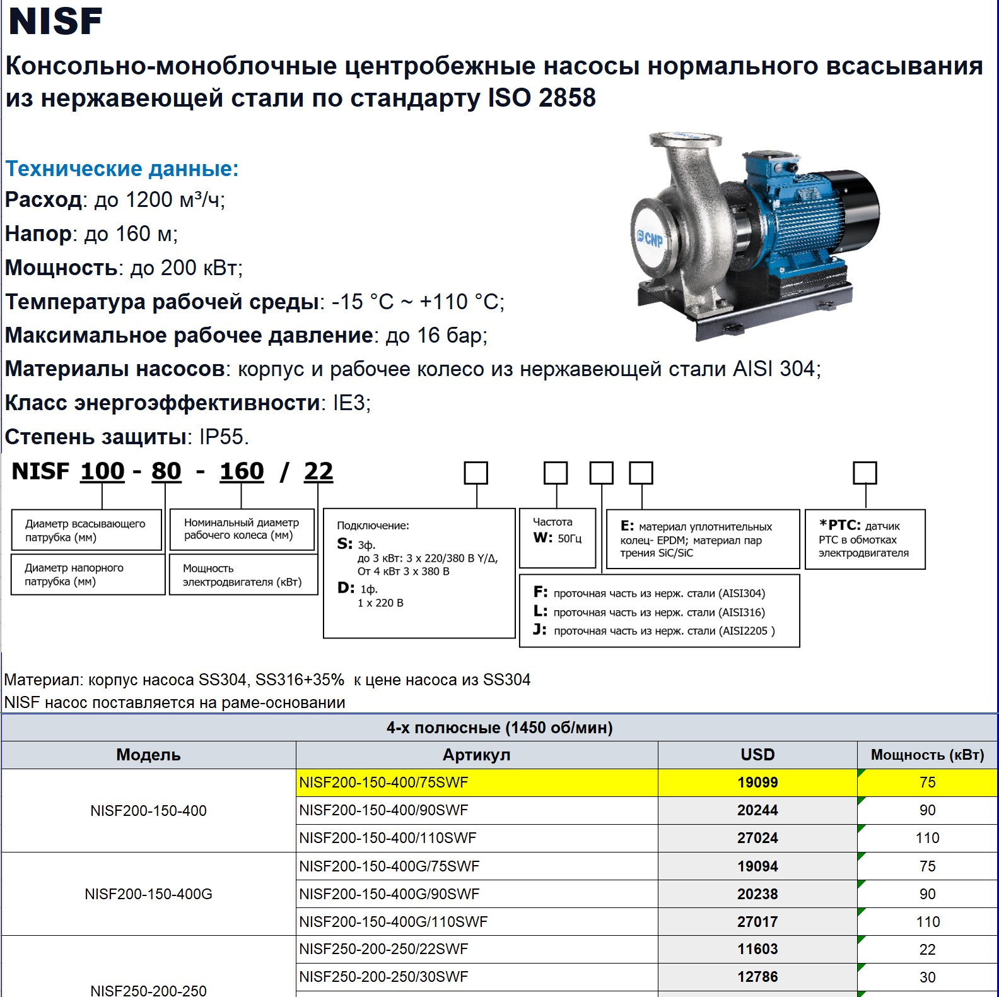 NISF
Консольно-моноблочные центробежные насосы нормального всасывания
из нержавеющей стали по стандарту ISO 2858
Технические данные:
Расход: до 1200 м³/ч;
Напор: до 160 м;
Мощность: до 200 кВт;
Температура рабочей среды: -15 °C ~ +110 °C;
Максимальное рабочее давление: до 16 бар;
Материалы насосов: корпус и рабочее колесо из нержавеющей стали AISI 304;
Класс энергоэффективности: IE3;
Степень защиты: IP55.
CNP
NISF 100 - 80 - 160 / 22
Диаметр всасывающего
патрубка (мм)
Диаметр напорного
патрубка (мм)
Номинальный диаметр
рабочего колеса (мм)
Мощность
электродвигателя (кВт)
Подключение:
S: 3ф.
до 3 кВт: 3 x 220/380 В Y/Δ,
От 4 кВт 3 x 380 В
D: 1ф.
1 x 220 В
Частота
W: 50Гц
E: материал уплотнительных
колец- EPDM; материал пар
трения SiC/SiC
*PTC: датчик
PTC в обмотках
электродвигателя
F: проточная часть из нерж. стали (AISI304)
L: проточная часть из нерж. стали (AISI316)
J: проточная часть из нерж. стали (AISI2205 )
Материал: корпус насоса SS304, SS316+35% к цене насоса из SS304
NISF насос поставляется на раме-основании
4-х полюсные (1450 об/мин)
Модель Артикул USD Мощность (кВт)
NISF200-150-400
NISF200-150-400/75SWF 19099 75
NISF200-150-400/90SWF 20244 90
NISF200-150-400/110SWF 27024 110
NISF200-150-400G
NISF200-150-400G/75SWF 19094 75
NISF200-150-400G/90SWF 20238 90
NISF200-150-400G/110SWF 27017 110
NISF250-200-250
NISF250-200-250/22SWF 11603 22
NISF250-200-250/30SWF 12786 30